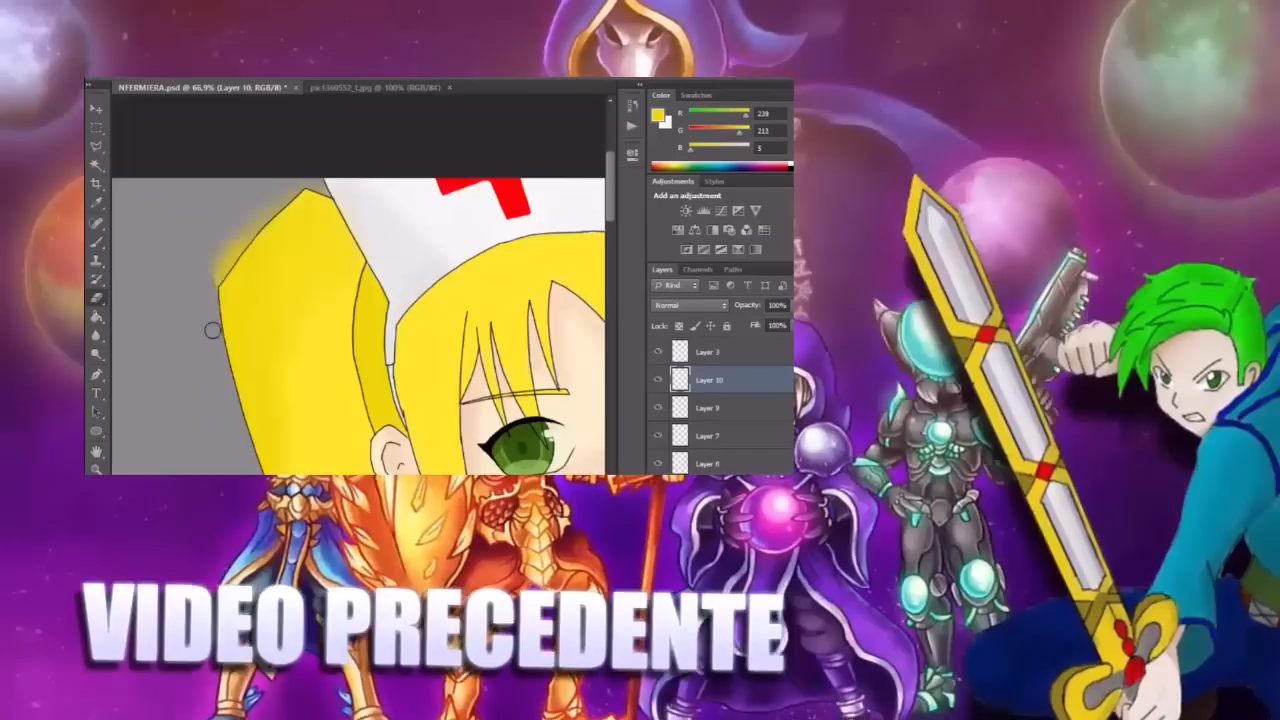 NFERMIERA.psd @ 66,9% (Layer 10, RGB/8) *
Color
Swatches
R
239
G
212
B
5
Adjustments
Styles
Add an adjustment
Layers
Channels
Paths
Kind
T
Normal
Opacity:
100%
Lock:
Fill:
100%
Layer 3
Layer 10
Layer 9
Layer 7
Layer 6
VIDEO PRECEDENTE